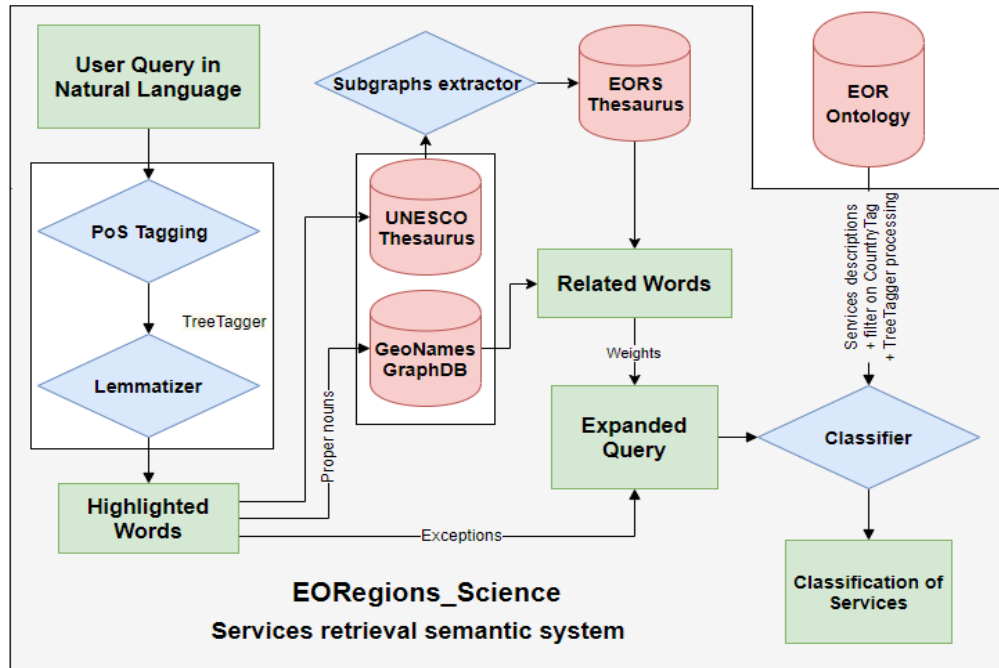 User Query in
Natural Language
PoS Tagging
TreeTagger
Lemmatizer
Highlighted
Words
Subgraphs extractor
EORS
Thesaurus
UNESCO
Thesaurus
GeoNames
GraphDB
Proper nouns
Exceptions
Related Words
Weights
Expanded
Query
EOR
Ontology
Services descriptions
+ filter on CountryTag
+ TreeTagger processing
Classifier
Classification of
Services
EORegions_Science
Services retrieval semantic system